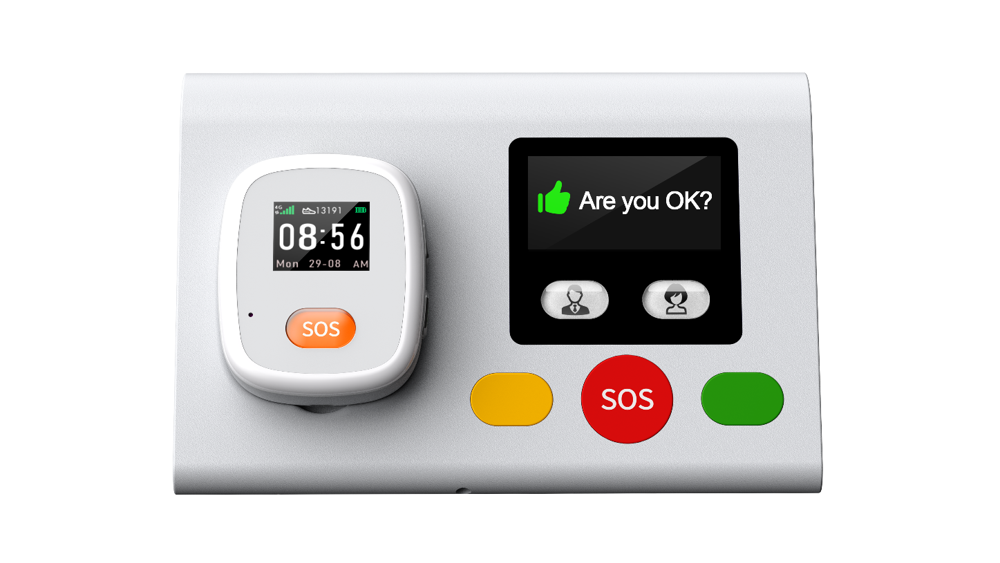 4G 13191
08:56
Mon 29-08 AM
SOS
Are you OK?
SOS